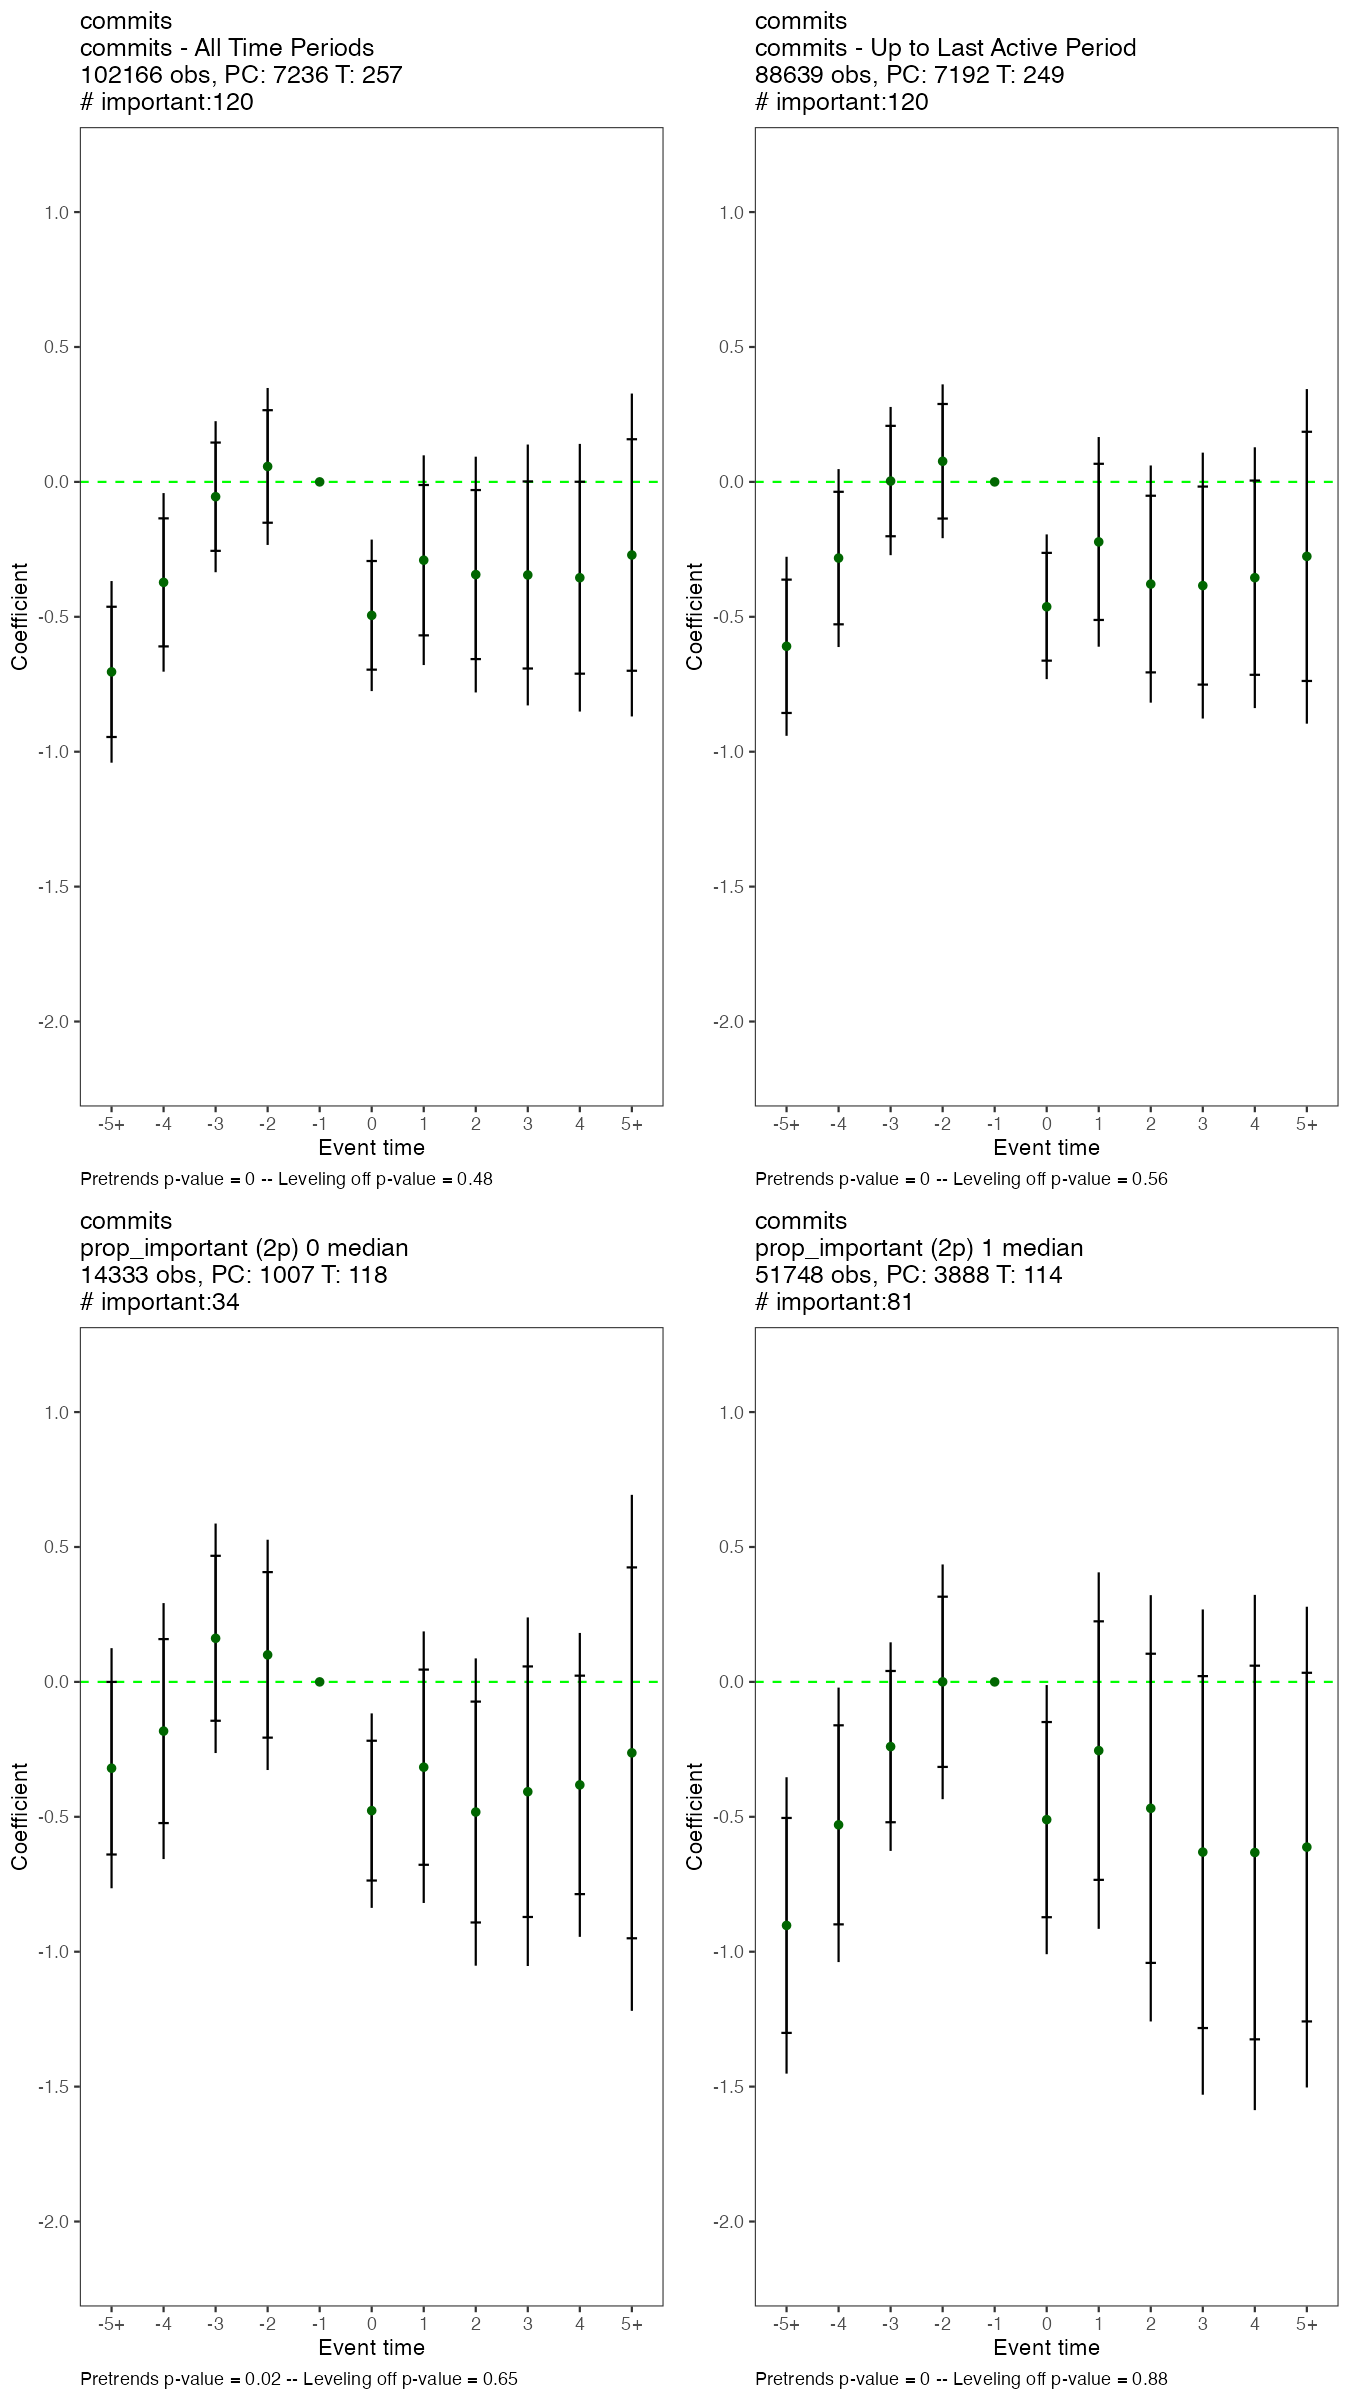 commits
commits - All Time Periods
102166 obs, PC: 7236 T: 257
# important:120
1.0
0.5
0.0
-0.5
-1.0
-1.5
-2.0
Coefficient
-5+ -4 -3 -2 -1 0 1 2 3 4 5+
Event time
Pretrends p-value = 0 -- Leveling off p-value = 0.48
commits
commits - Up to Last Active Period
88639 obs, PC: 7192 T: 249
# important:120
1.0
0.5
0.0
-0.5
-1.0
-1.5
-2.0
Coefficient
-5+ -4 -3 -2 -1 0 1 2 3 4 5+
Event time
Pretrends p-value = 0 -- Leveling off p-value = 0.56
commits
prop_important (2p) 0 median
14333 obs, PC: 1007 T: 118
# important:34
1.0
0.5
0.0
-0.5
-1.0
-1.5
-2.0
Coefficient
-5+ -4 -3 -2 -1 0 1 2 3 4 5+
Event time
Pretrends p-value = 0.02 -- Leveling off p-value = 0.65
commits
prop_important (2p) 1 median
51748 obs, PC: 3888 T: 114
# important:81
1.0
0.5
0.0
-0.5
-1.0
-1.5
-2.0
Coefficient
-5+ -4 -3 -2 -1 0 1 2 3 4 5+
Event time
Pretrends p-value = 0 -- Leveling off p-value = 0.88